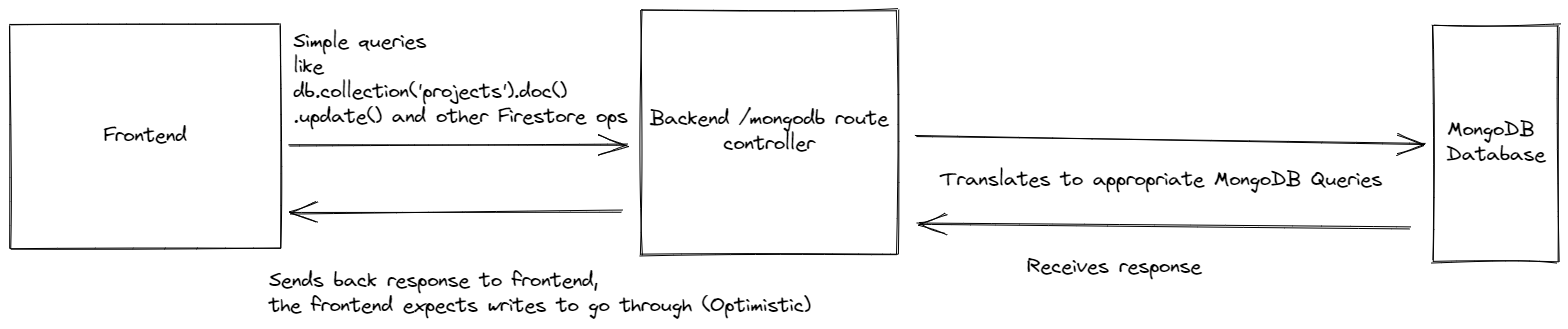 Frontend
Simple queries
like
db.collection('projects').doc()
.update() and other Firestore ops
Backend /mongodb route
controller
MongoDB
Database
Translates to appropriate MongoDB Queries
Receives response
Sends back response to frontend,
the frontend expects writes to go through (Optimistic)